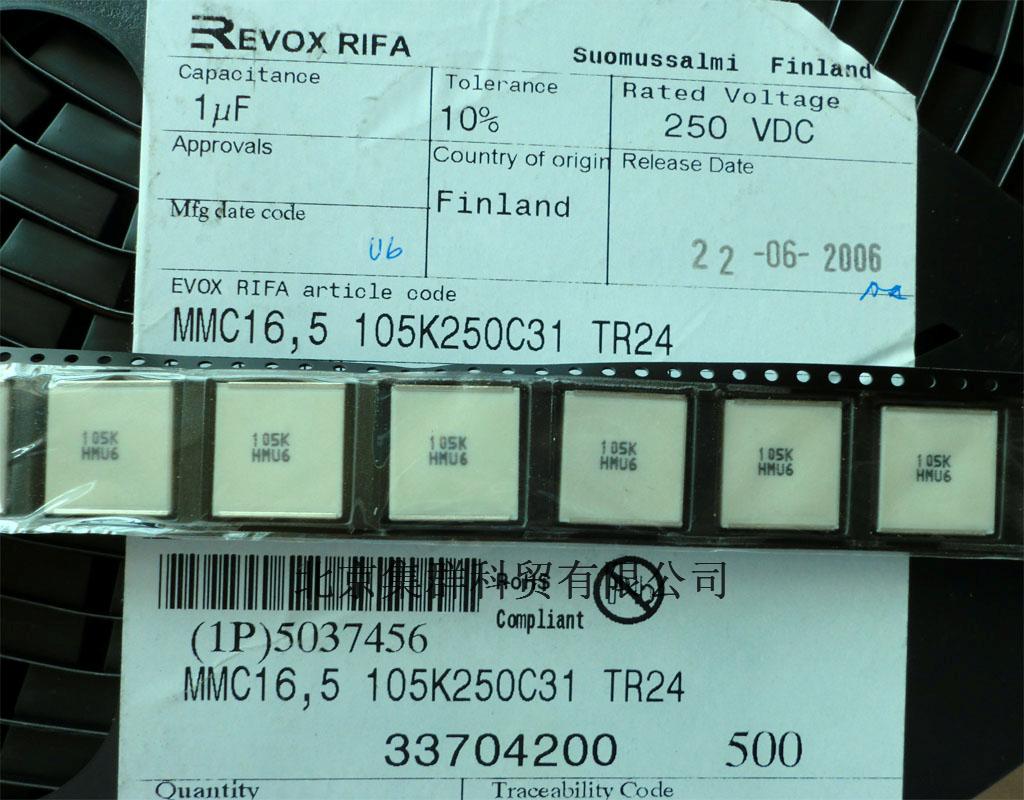 EVOX RIFA
Suomussalmi Finland
Capacitance
1µF
Tolerance
10%
Rated Voltage
250 VDC
Approvals
Country of origin
Finland
Release Date
22-06-2006
Mfg date code
U6
EVOX RIFA article code
MMC16,5 105K250C31 TR24
105K
HMU6
105K
HMU6
105K
HMU6
105K
HMU6
105K
HMU6
105K
HMU6
北京集群科贸有限公司
RoHS
Compliant
Pb
(1P)5037456
MMC16,5 105K250C31 TR24
33704200 500
Quantity
Traceability Code